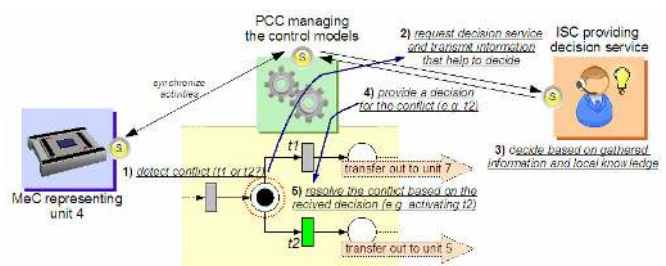 PCC managing
the control models
2) request decision service
and transmt information
that help to decide
ISC providing
decision service
S
synchronize
activities
S
S
4) provide a decision
for the conflict (e.g. t2)
3) decide based on gathered
information and local knowledge
MeC representing
unit 4
1) detect conflict (t1 or t2?)
t1
transfer out to unit 7
5) resolve the conflict based on the
recived decision (e.g. activating t2)
t2
transfer out to unit 5